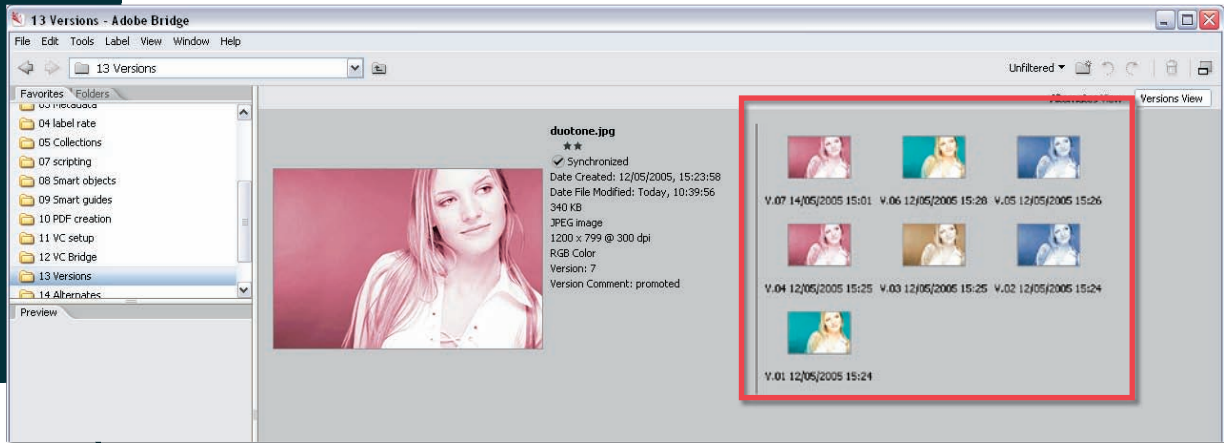 13 Versions - Adobe Bridge
File Edit Tools Label View Window Help
13 Versions
Unfiltered
Favorites Folders
03 Metadata
04 label rate
05 Collections
07 scripting
08 Smart objects
09 Smart guides
10 PDF creation
11 VC setup
12 VC Bridge
13 Versions
14 Alternates
Preview
Alternates View Versions View
duotone.jpg
Synchronized
Date Created: 12/05/2005, 15:23:58
Date File Modified: Today, 10:39:56
340 KB
JPEG image
1200 x 799 @ 300 dpi
RGB Color
Version: 7
Version Comment: promoted
V.07 14/05/2005 15:01 V.06 12/05/2005 15:28 V.05 12/05/2005 15:26
V.04 12/05/2005 15:25 V.03 12/05/2005 15:25 V.02 12/05/2005 15:24
V.01 12/05/2005 15:24